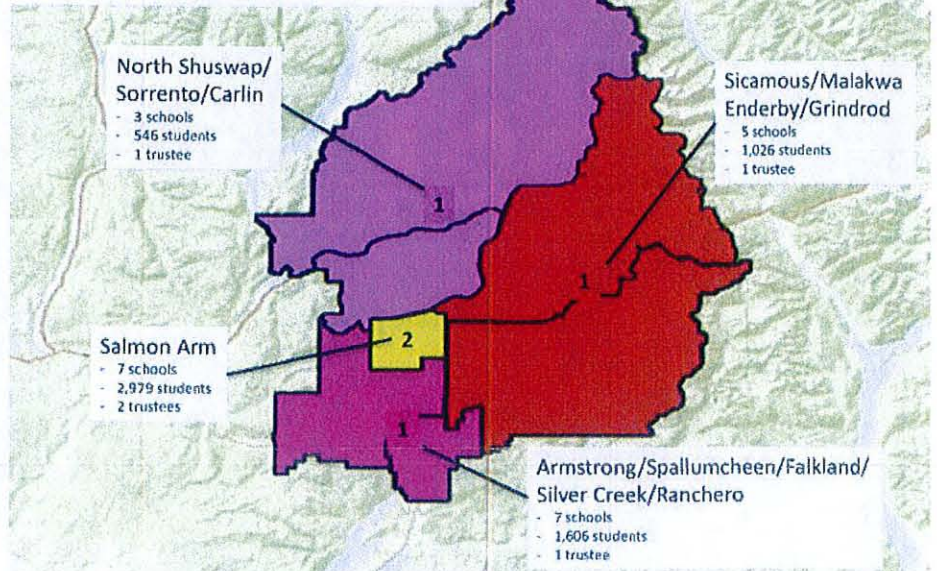 North Shuswap/
Sorrento/Carlin
- 3 schools
- 546 students
- 1 trustee
Sicamous/Malakwa
Enderby/Grindrod
- 5 schools
- 1,026 students
- 1 trustee
1
1
Salmon Arm
- 7 schools
- 2,979 students
- 2 trustees
2
1
Armstrong/Spallumcheen/Falkland/
Silver Creek/Ranchero
- 7 schools
- 1,606 students
- 1 trustee